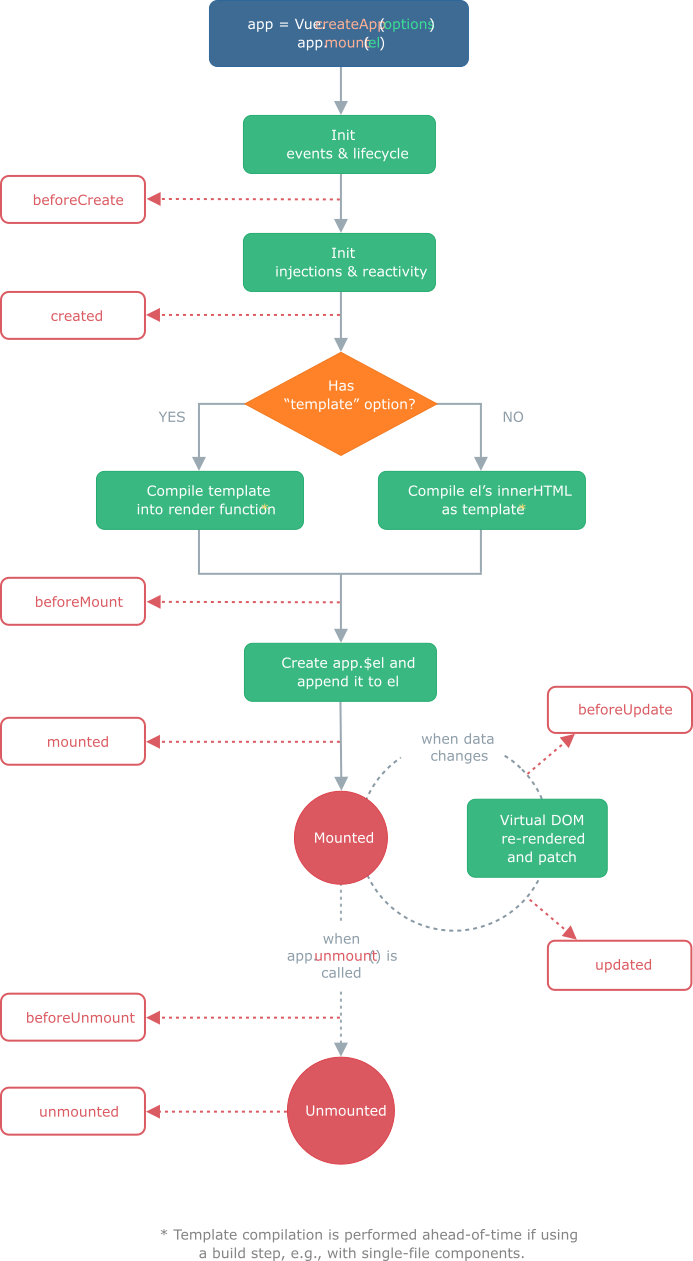 app = Vue.createApp(options)
app.mount(el)
Init
events & lifecycle
beforeCreate
Init
injections & reactivity
created
Has
“template” option?
YES
NO
Compile template
into render function*
Compile el’s innerHTML
as template*
beforeMount
Create app.$el and
append it to el
mounted
beforeUpdate
when data
changes
Mounted
Virtual DOM
re-rendered
and patch
updated
when
app.unmount() is
called
beforeUnmount
Unmounted
unmounted
* Template compilation is performed ahead-of-time if using
a build step, e.g., with single-file components.